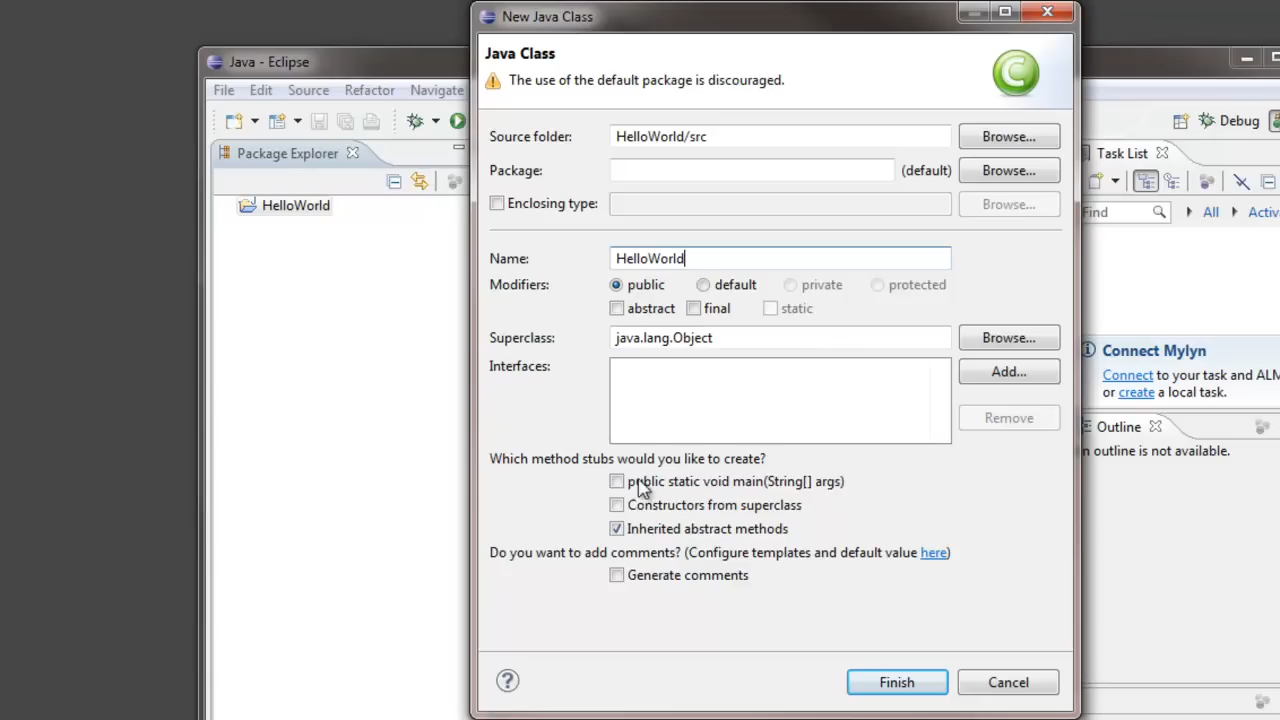 New Java Class
Java Class
The use of the default package is discouraged.
Source folder: HelloWorld/src Browse...
Package: (default) Browse...
Enclosing type: Browse...
Name: HelloWorld
Modifiers: public default private protected
abstract final static
Superclass: java.lang.Object Browse...
Interfaces: Add...
Remove
Which method stubs would you like to create?
public static void main(String[] args)
Constructors from superclass
Inherited abstract methods
Do you want to add comments? (Configure templates and default value here)
Generate comments
? Finish Cancel
Java - Eclipse
File Edit Source Refactor Navigate
Debug
Package Explorer
HelloWorld
Task List
Find All Activ
Connect Mylyn
Connect to your task and ALM
or create a local task.
Outline
n outline is not available.